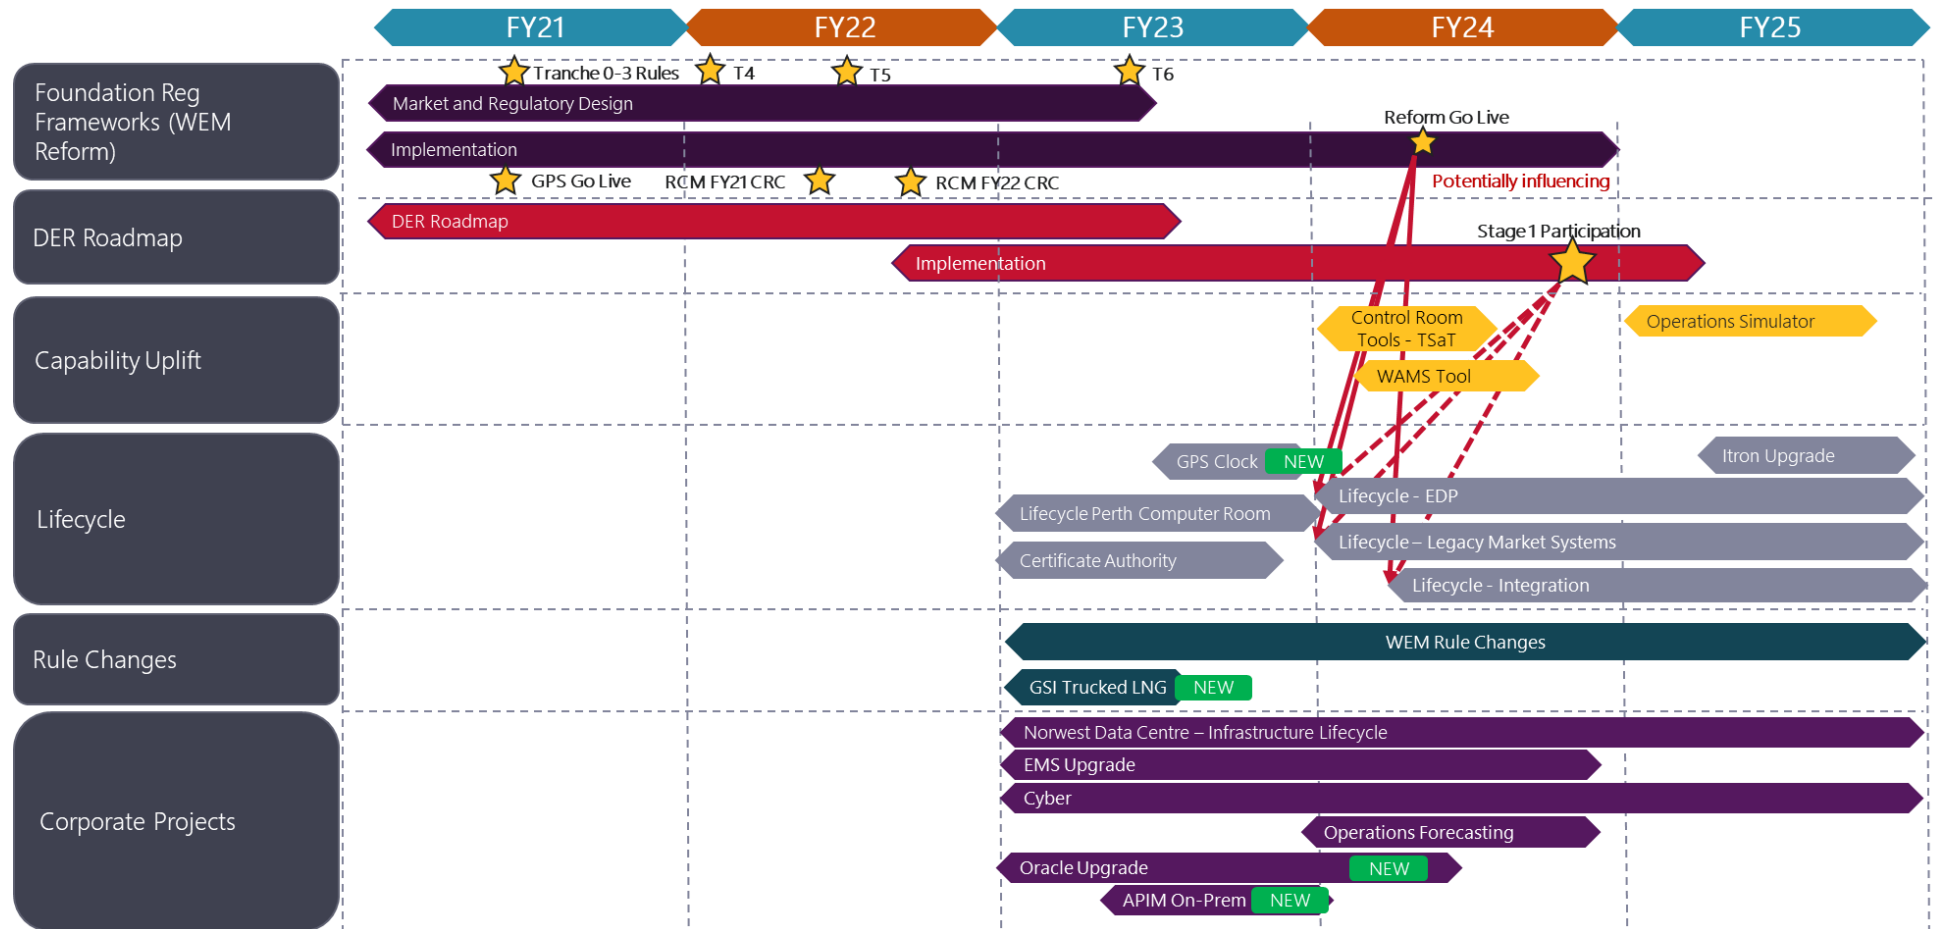 FY21
FY22
FY23
FY24
FY25
Foundation Reg
Frameworks (WEM
Reform)
Tranche 0-3 Rules
T4
T5
T6
Market and Regulatory Design
Reform Go Live
Implementation
GPS Go Live
RCM FY21 CRC
RCM FY22 CRC
Potentially influencing
DER Roadmap
DER Roadmap
Stage1 Participation
Implementation
Capability Uplift
Control Room
Tools - TSaT
Operations Simulator
WAMS Tool
Lifecycle
GPS Clock
NEW
Itron Upgrade
Lifecycle - EDP
Lifecycle Perth Computer Room
Lifecycle – Legacy Market Systems
Certificate Authority
Lifecycle - Integration
Rule Changes
WEM Rule Changes
GSI Trucked LNG
NEW
Corporate Projects
Norwest Data Centre – Infrastructure Lifecycle
EMS Upgrade
Cyber
Operations Forecasting
Oracle Upgrade
NEW
APIM On-Prem
NEW